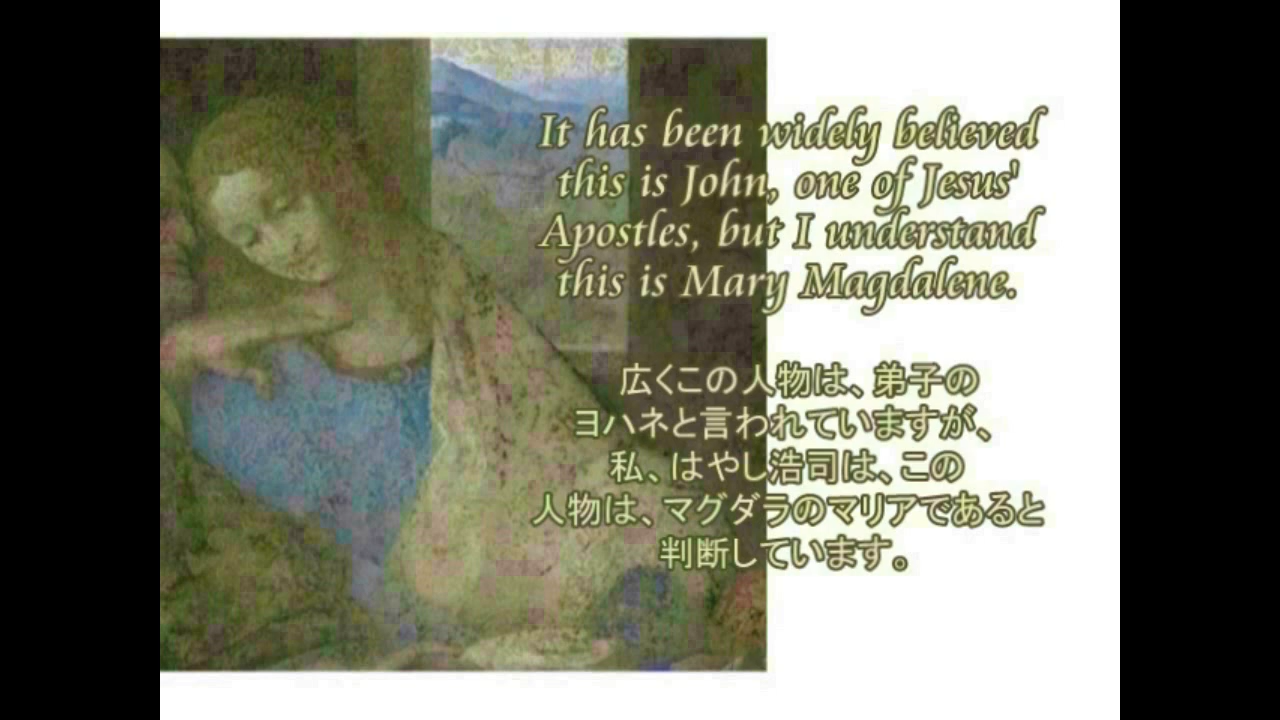 It has been widely believed
this is John, one of Jesus'
Apostles, but I understand
this is Mary Magdalene.
広くこの人物は、弟子の
ヨハネと言われていますが、
私、はやし浩司は、この
人物は、マグダラのマリアであると
判断しています。